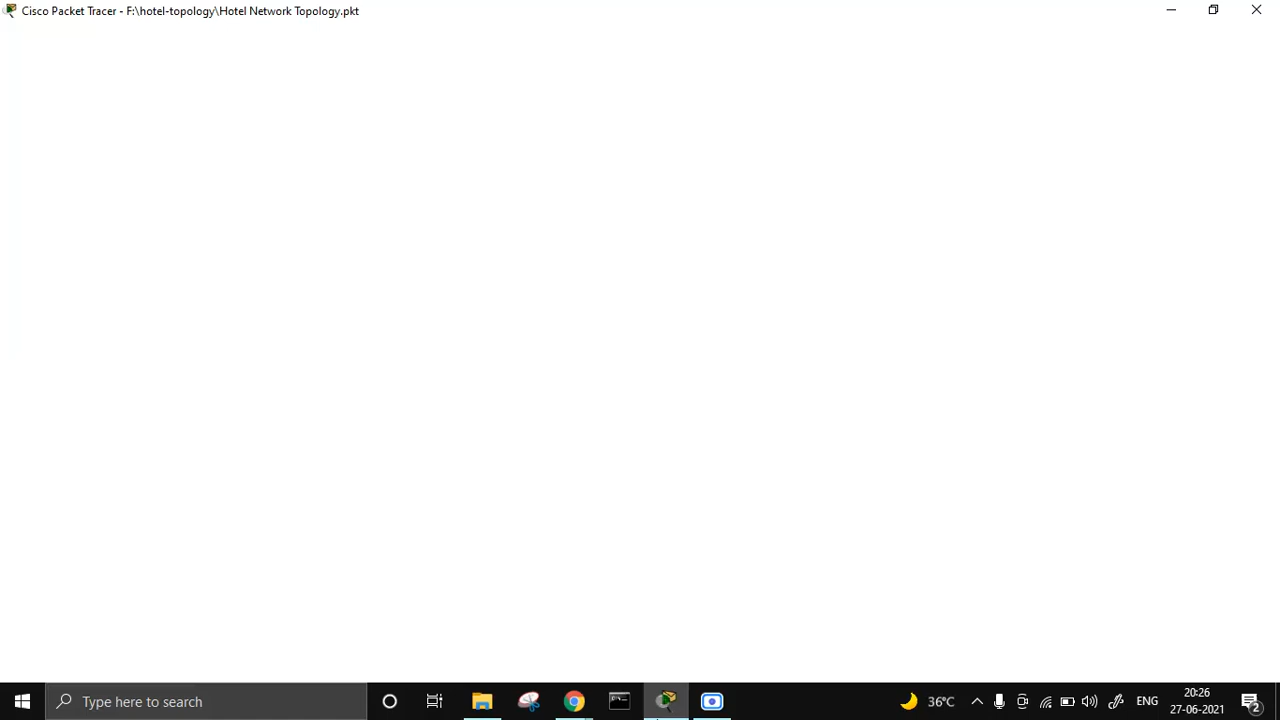 Cisco Packet Tracer - F:\hotel-topology\Hotel Network Topology.pkt
Type here to search
36°C
ENG
20:26
27-06-2021
2